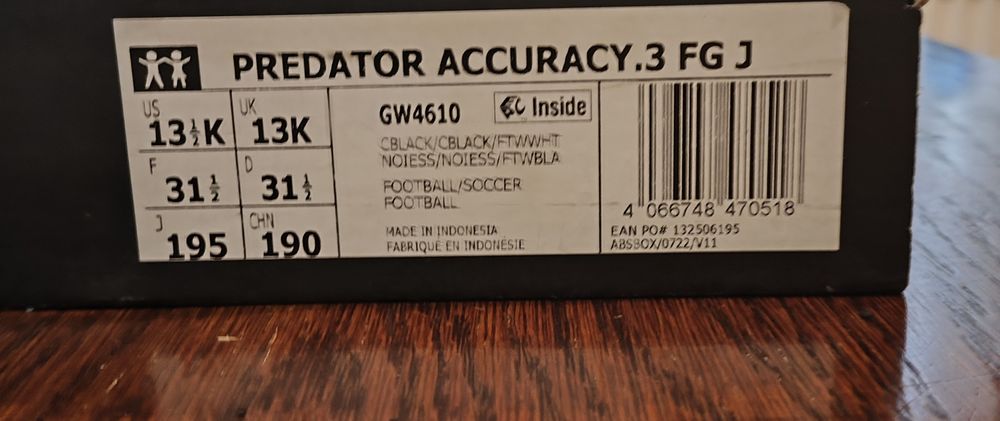 PREDATOR ACCURACY.3 FG J
US 13½K UK 13K
F 31½ D 31½
J 195 CHN 190
GW4610 Inside
CBLACK/CBLACK/FTWWHT
NOIESS/NOIESS/FTWBLA
FOOTBALL/SOCCER
FOOTBALL
MADE IN INDONESIA
FABRIQUÉ EN INDONÉSIE
4 066748 470518
EAN PO# 132506195
ABSBOX/0722/V11